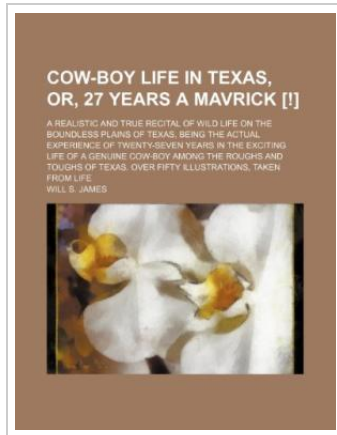 COW-BOY LIFE IN TEXAS,
OR, 27 YEARS A MAVRICK [!]
A REALISTIC AND TRUE RECITAL OF WILD LIFE ON THE
BOUNDLESS PLAINS OF TEXAS, BEING THE ACTUAL
EXPERIENCE OF TWENTY-SEVEN YEARS IN THE EXCITING
LIFE OF A GENUINE COW-BOY AMONG THE ROUGHS AND
TOUGHS OF TEXAS. OVER FIFTY ILLUSTRATIONS, TAKEN
FROM LIFE
WILL S. JAMES